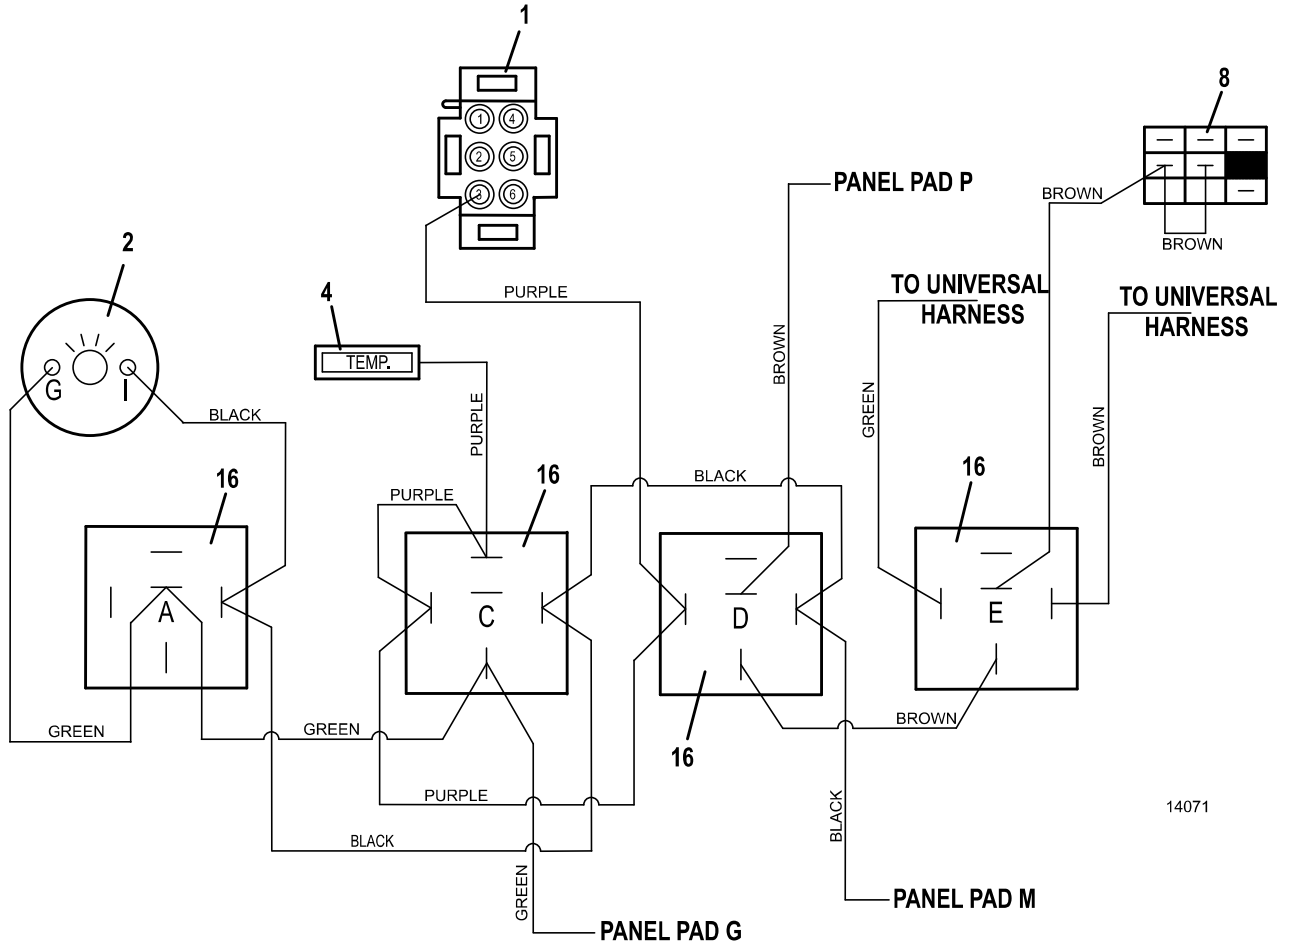 1
8
1
4
2
5
3
6
PANEL PAD P
BROWN
BROWN
2
PURPLE
TO UNIVERSAL
HARNESS
TO UNIVERSAL
HARNESS
4
TEMP.
BROWN
G
I
BLACK
PURPLE
GREEN
BROWN
16
PURPLE
16
BLACK
16
A
C
D
E
GREEN
GREEN
BROWN
16
PURPLE
BLACK
BLACK
14071
GREEN
PANEL PAD M
PANEL PAD G